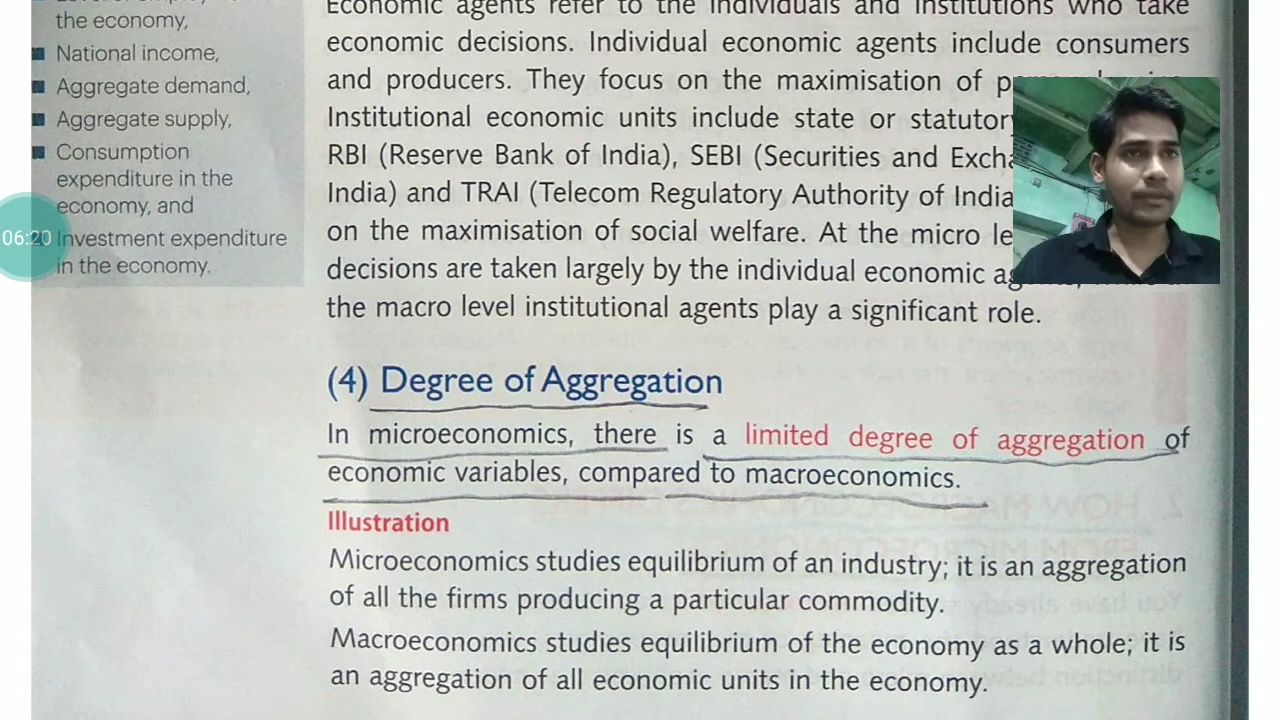 the economy,
National income,
Aggregate demand,
Aggregate supply,
Consumption
expenditure in the
economy, and
Investment expenditure
in the economy.
06:20
Economic agents refer to the individuals and institutions who take
economic decisions. Individual economic agents include consumers
and producers. They focus on the maximisation of
Institutional economic units include state or statutory
RBI (Reserve Bank of India), SEBI (Securities and
India) and TRAI (Telecom Regulatory Authority of India
on the maximisation of social welfare. At the micro
decisions are taken largely by the individual economic
the macro level institutional agents play a significant role.
(4) Degree of Aggregation
In microeconomics, there is a limited degree of aggregation of
economic variables, compared to macroeconomics.
Illustration
Microeconomics studies equilibrium of an industry; it is an aggregation
of all the firms producing a particular commodity.
Macroeconomics studies equilibrium of the economy as a whole; it is
an aggregation of all economic units in the economy.